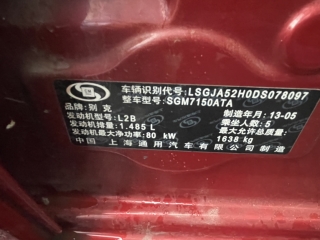 车辆识别代号: LSGJA52H0DS078097
整车型号: SGM7150ATA
品牌: 别克 制造年月: 13-05
发动机型号: L2B 乘坐人数: 5
发动机排量: 1.485 L 最大允许总质量:
发动机最大净功率: 80 kW 1638 kg
中国 上海通用汽车有限公司制造